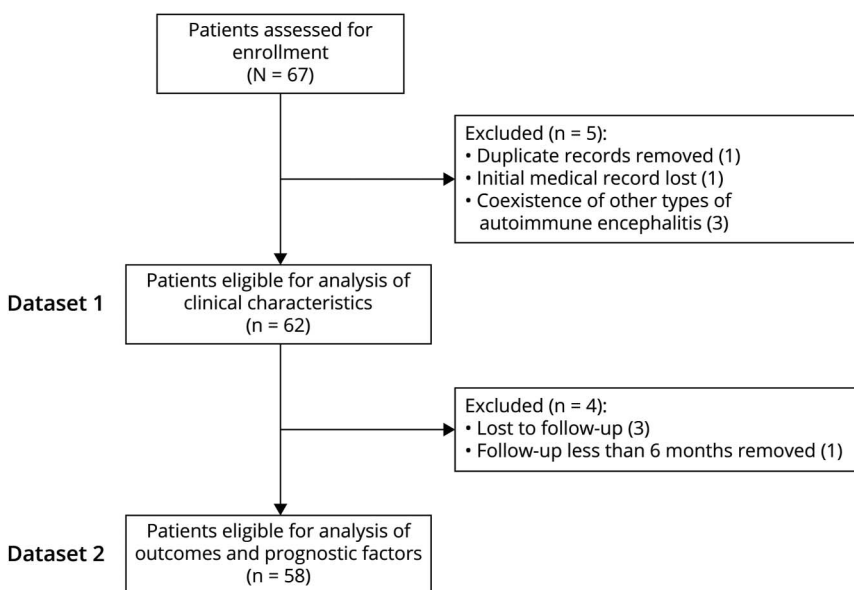 Patients assessed for
enrollment
(N = 67)
Excluded (n = 5):
• Duplicate records removed (1)
• Initial medical record lost (1)
• Coexistence of other types of
autoimmune encephalitis (3)
Dataset 1
Patients eligible for analysis of
clinical characteristics
(n = 62)
Excluded (n = 4):
• Lost to follow-up (3)
• Follow-up less than 6 months removed (1)
Dataset 2
Patients eligible for analysis of
outcomes and prognostic factors
(n = 58)